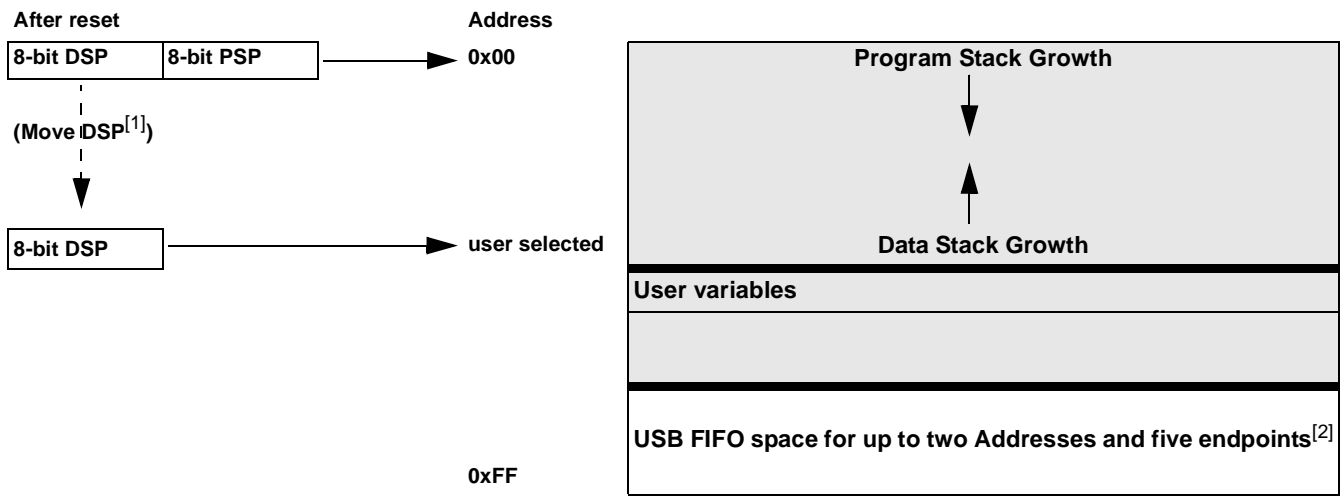 After reset Address
8-bit DSP 8-bit PSP 0x00 Program Stack Growth
(Move DSP[1])
8-bit DSP user selected Data Stack Growth
User variables
USB FIFO space for up to two Addresses and five endpoints[2]
0xFF